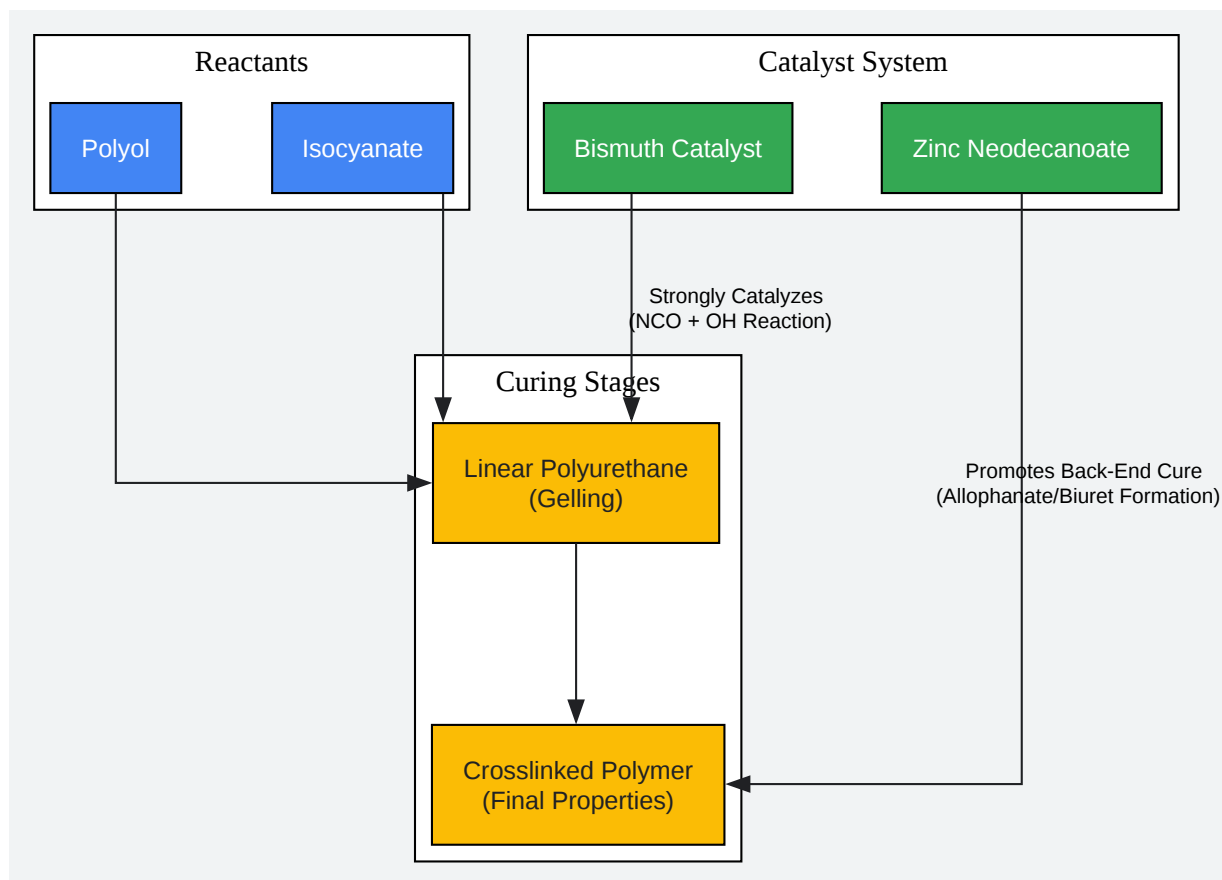 Reactants
Catalyst System
Polyol
Isocyanate
Bismuth Catalyst
Zinc Neodecanoate
Strongly Catalyzes
(NCO + OH Reaction)
Curing Stages
Linear Polyurethane
(Gelling)
Promotes Back-End Cure
(Allophanate/Biuret Formation)
Crosslinked Polymer
(Final Properties)